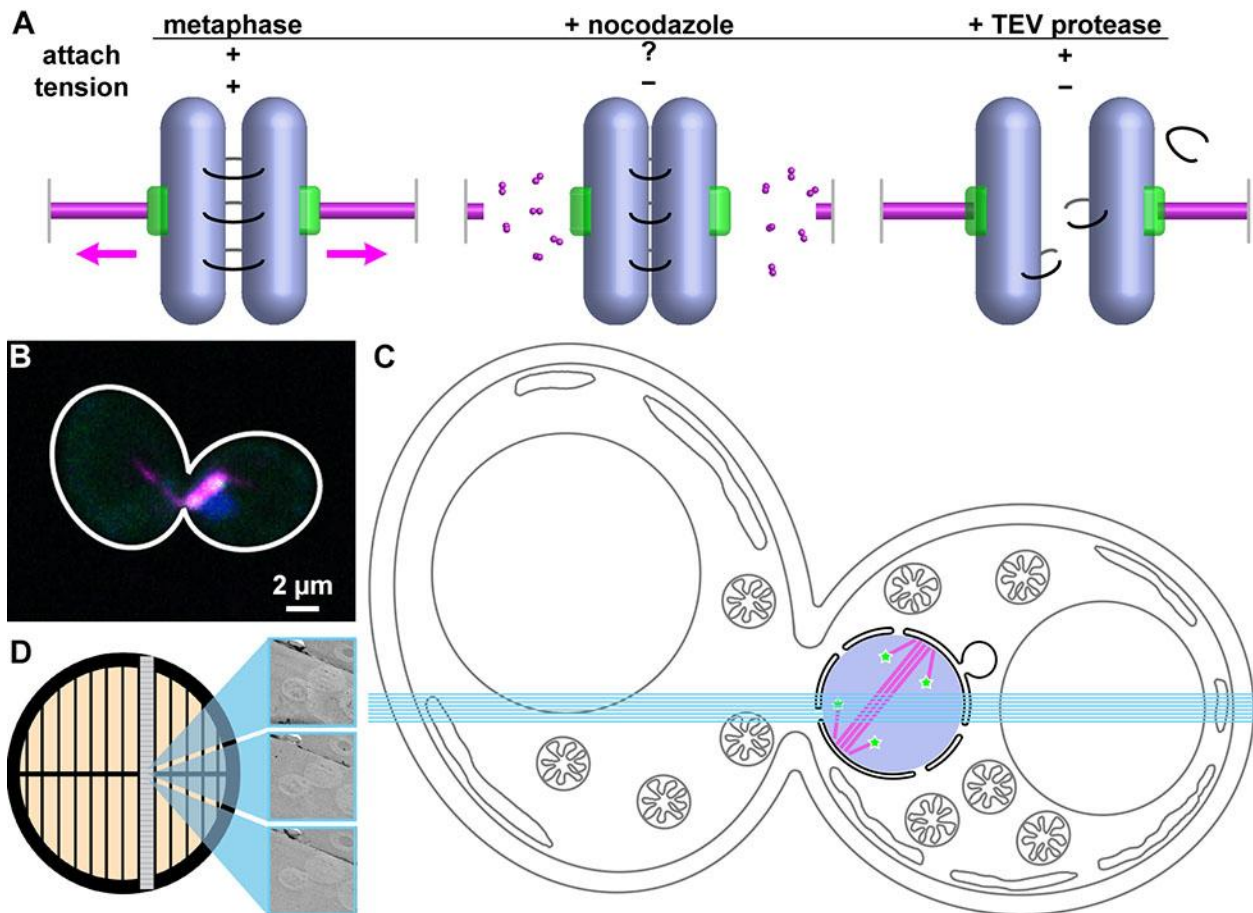 A
metaphase + nocodazole + TEV protease
attach + ? +
tension + – –
B
2 µm
C
D